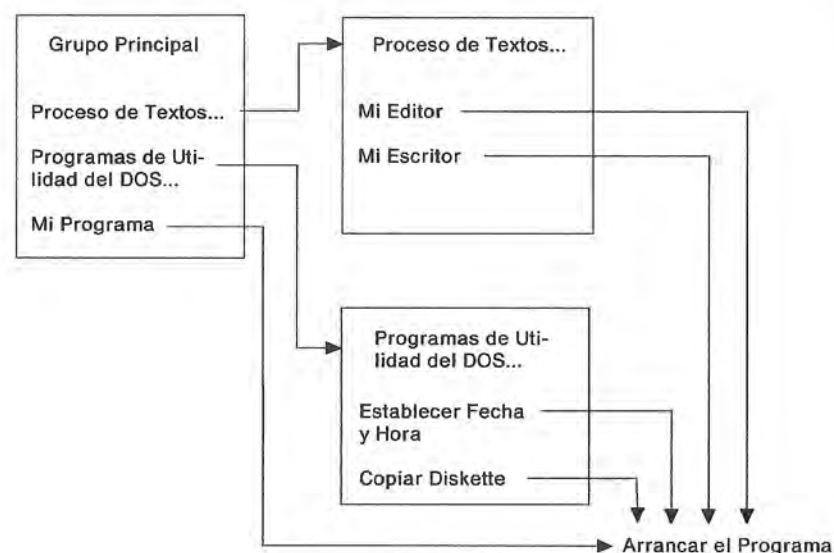 Grupo Principal
Proceso de Textos...
Programas de Uti-
lidad del DOS...
Mi Programa
Proceso de Textos...
Mi Editor
Mi Escritor
Programas de Uti-
lidad del DOS...
Establecer Fecha
y Hora
Copiar Diskette
Arrancar el Programa